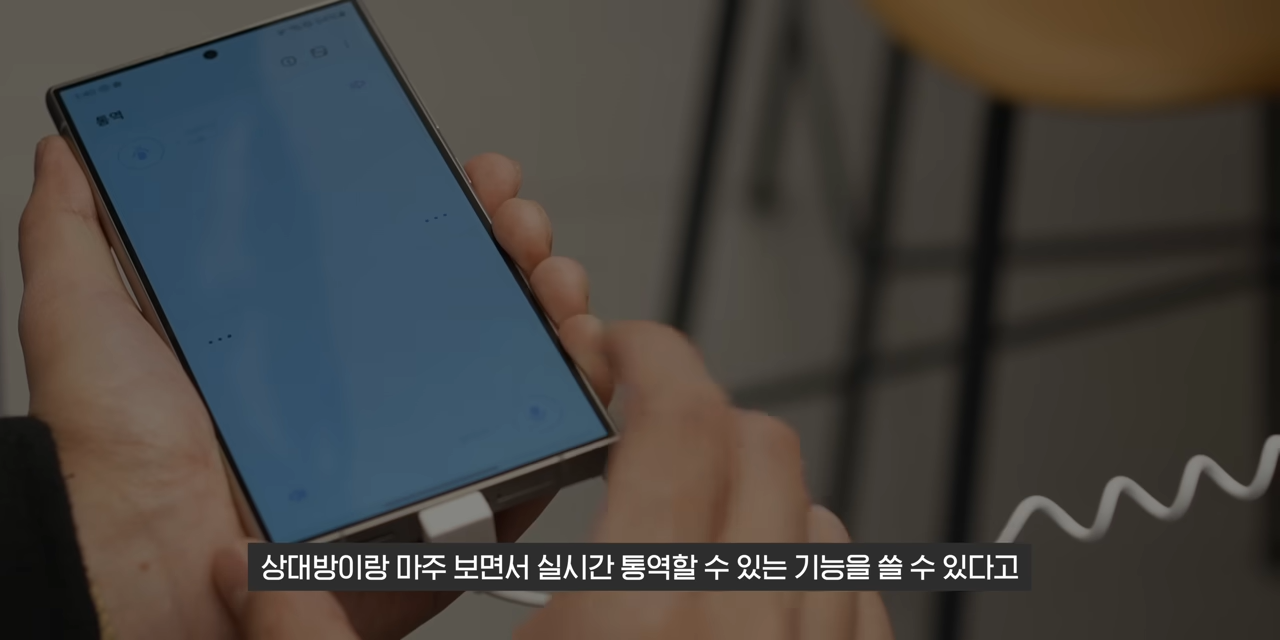 통역
상대방이랑 마주 보면서 실시간 통역할 수 있는 기능을 쓸 수 있다고